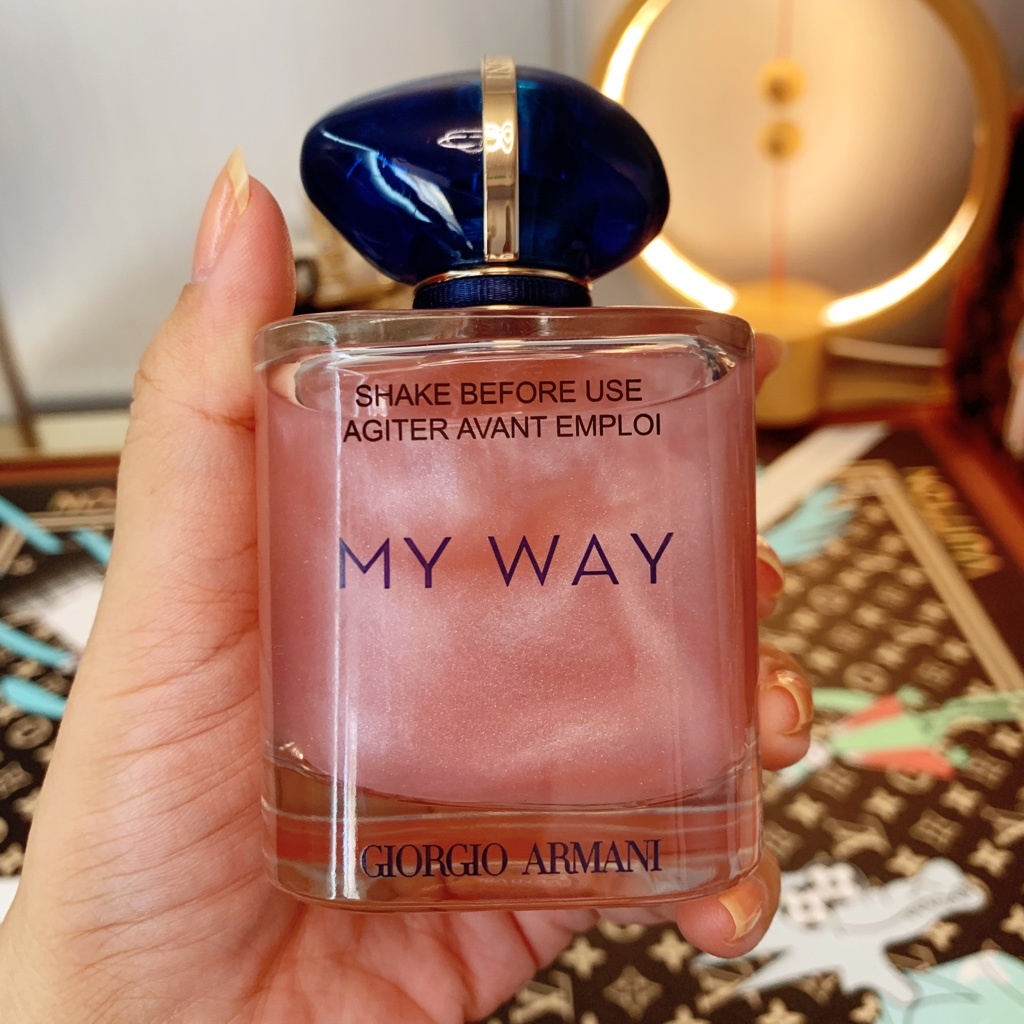 SHAKE BEFORE USE
AGITER AVANT EMPLOI
MY WAY
GIORGIO ARMANI